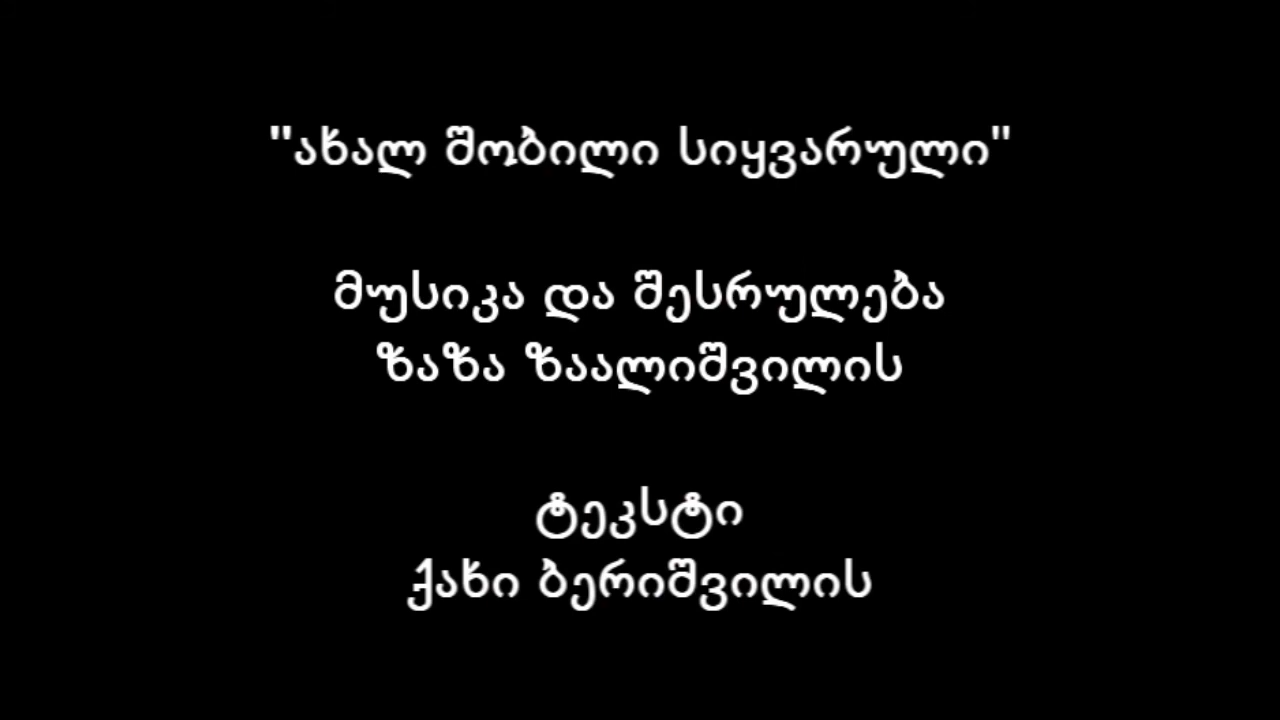 "ახალ შობილი სიყვარული"
მუსიკა და შესრულება
ზაზა ზაალიშვილის
ტექსტი
ქახი ბერიშვილის